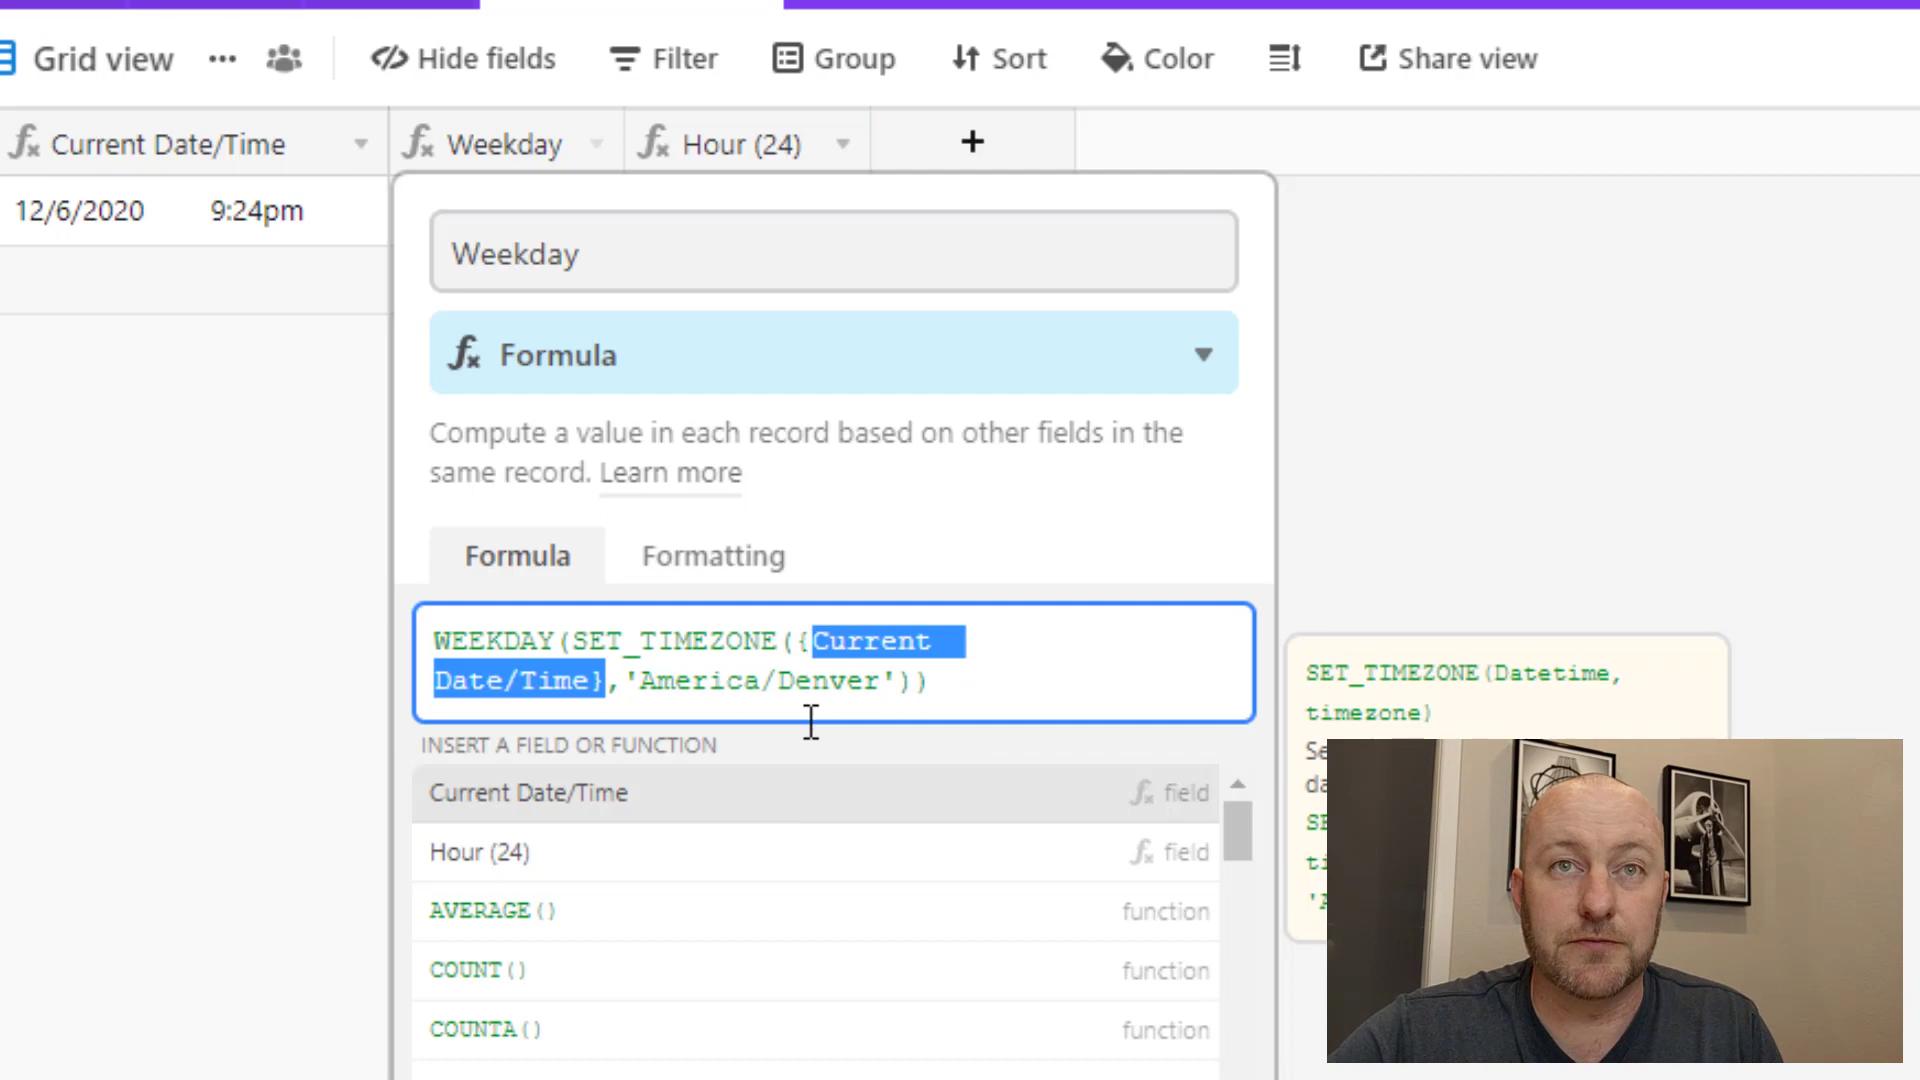 Grid view
Hide fields
Filter
Group
Sort
Color
Share view
Current Date/Time
Weekday
Hour (24)
12/6/2020 9:24pm
Weekday
Formula
Compute a value in each record based on other fields in the
same record. Learn more
Formula
Formatting
WEEKDAY(SET_TIMEZONE({Current
Date/Time},'America/Denver'))
INSERT A FIELD OR FUNCTION
Current Date/Time field
Hour (24) field
AVERAGE() function
COUNT() function
COUNTA() function
SET_TIMEZONE(Datetime,
timezone)